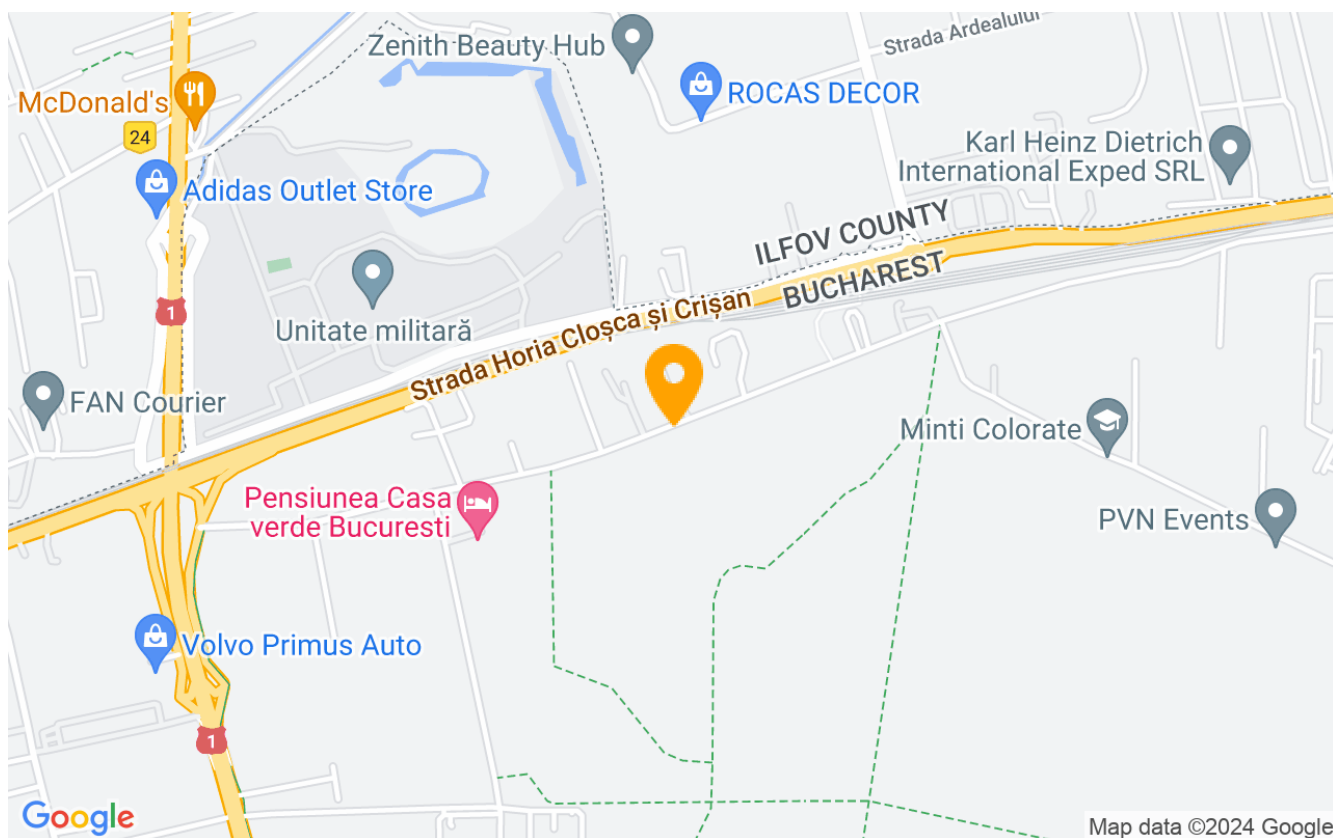 Strada Ardealului
Zenith Beauty Hub
ROCAS DECOR
McDonald's
24
Karl Heinz Dietrich
International Exped SRL
Adidas Outlet Store
ILFOV COUNTY
BUCHAREST
1
Unitate militară
Strada Horia Cloșca și Crișan
FAN Courier
Minti Colorate
Pensiunea Casa
verde Bucuresti
PVN Events
Volvo Primus Auto
1
Google
Map data ©2024 Google